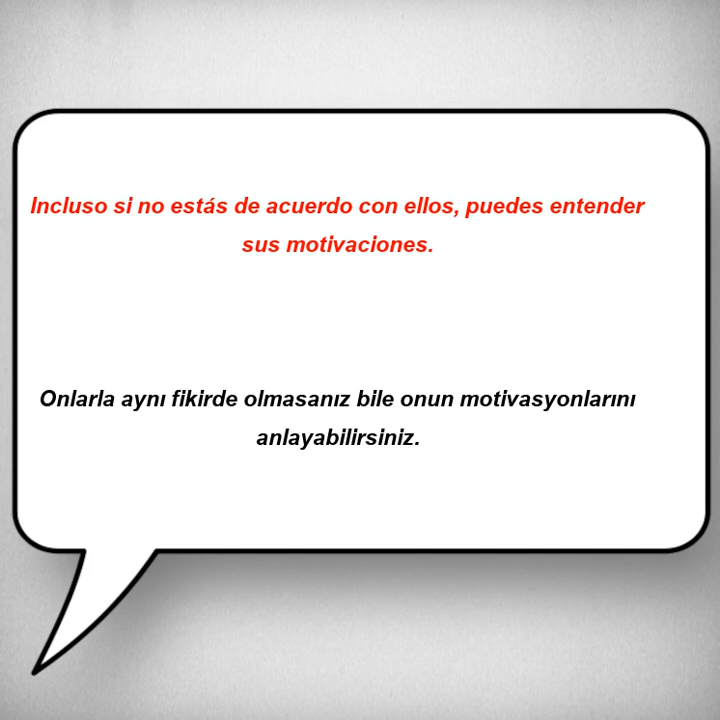 Incluso si no estás de acuerdo con ellos, puedes entender
sus motivaciones.
Onlarla aynı fikirde olmasanız bile onun motivasyonlarını
anlayabilirsiniz.